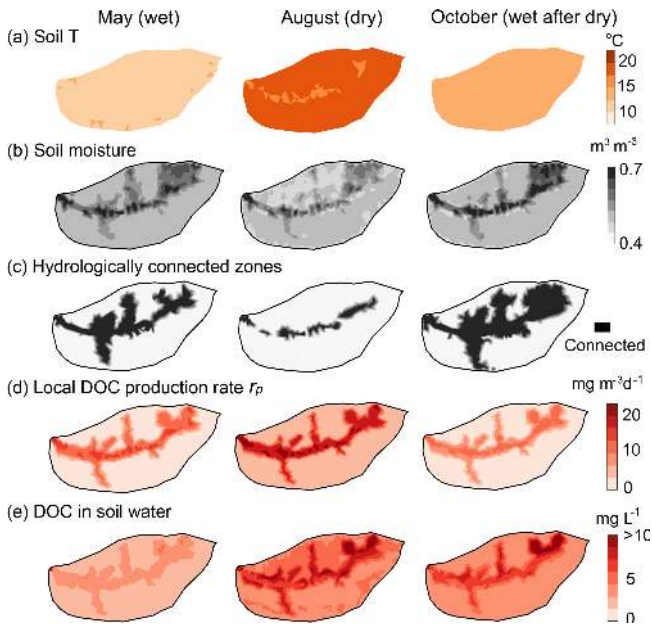 May (wet) August (dry) October (wet after dry)
(a) Soil T
°C
20
15
10
(b) Soil moisture
m³ m⁻³
0.7
0.4
(c) Hydrologically connected zones
Connected
(d) Local DOC production rate rₚ
mg m⁻³d⁻¹
20
10
0
(e) DOC in soil water
mg L⁻¹
>10
5
0